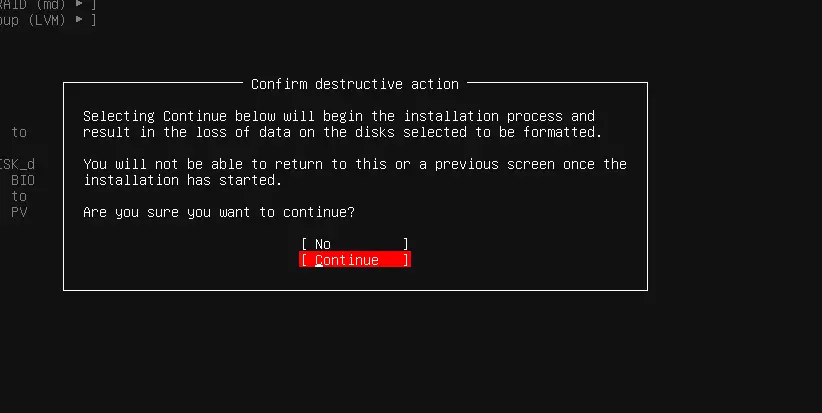 RAID (md) ▸ ]
oup (LVM) ▸ ]
Confirm destructive action
Selecting Continue below will begin the installation process and
result in the loss of data on the disks selected to be formatted.
to
ISK_d
You will not be able to return to this or a previous screen once the
BIO
installation has started.
to
PV
Are you sure you want to continue?
[ No ]
[ Continue ]